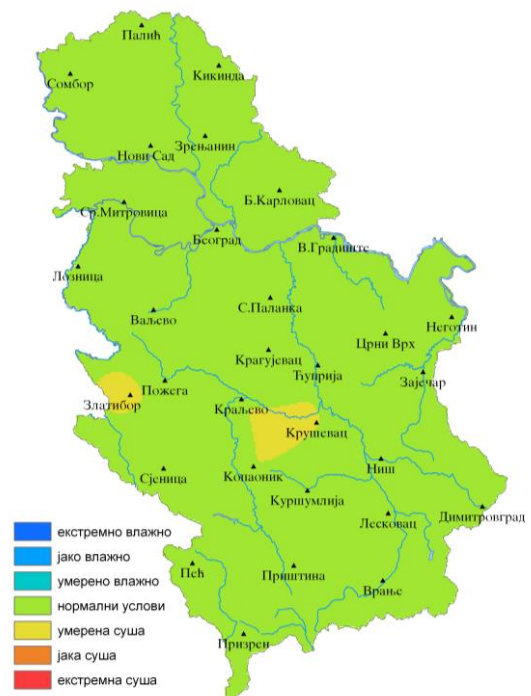 Палић
Кикинда
Сомбор
Зрењанин
Нови Сад
Б.Карловац
Ср.Митровица
Београд
В.Градиште
Лозница
С.Паланка
Ваљево
Неготин
Црни Врх
Крагујевац
Ћуприја
Зајечар
Пожега
Златибор
Краљево
Крушевац
Ниш
Сјеница
Копаоник
Куршумлија
Димитровград
Лесковац
Пећ
Приштина
Врање
Призрен
екстремно влажно
јако влажно
умерено влажно
нормални услови
умерена суша
јака суша
екстремна суша